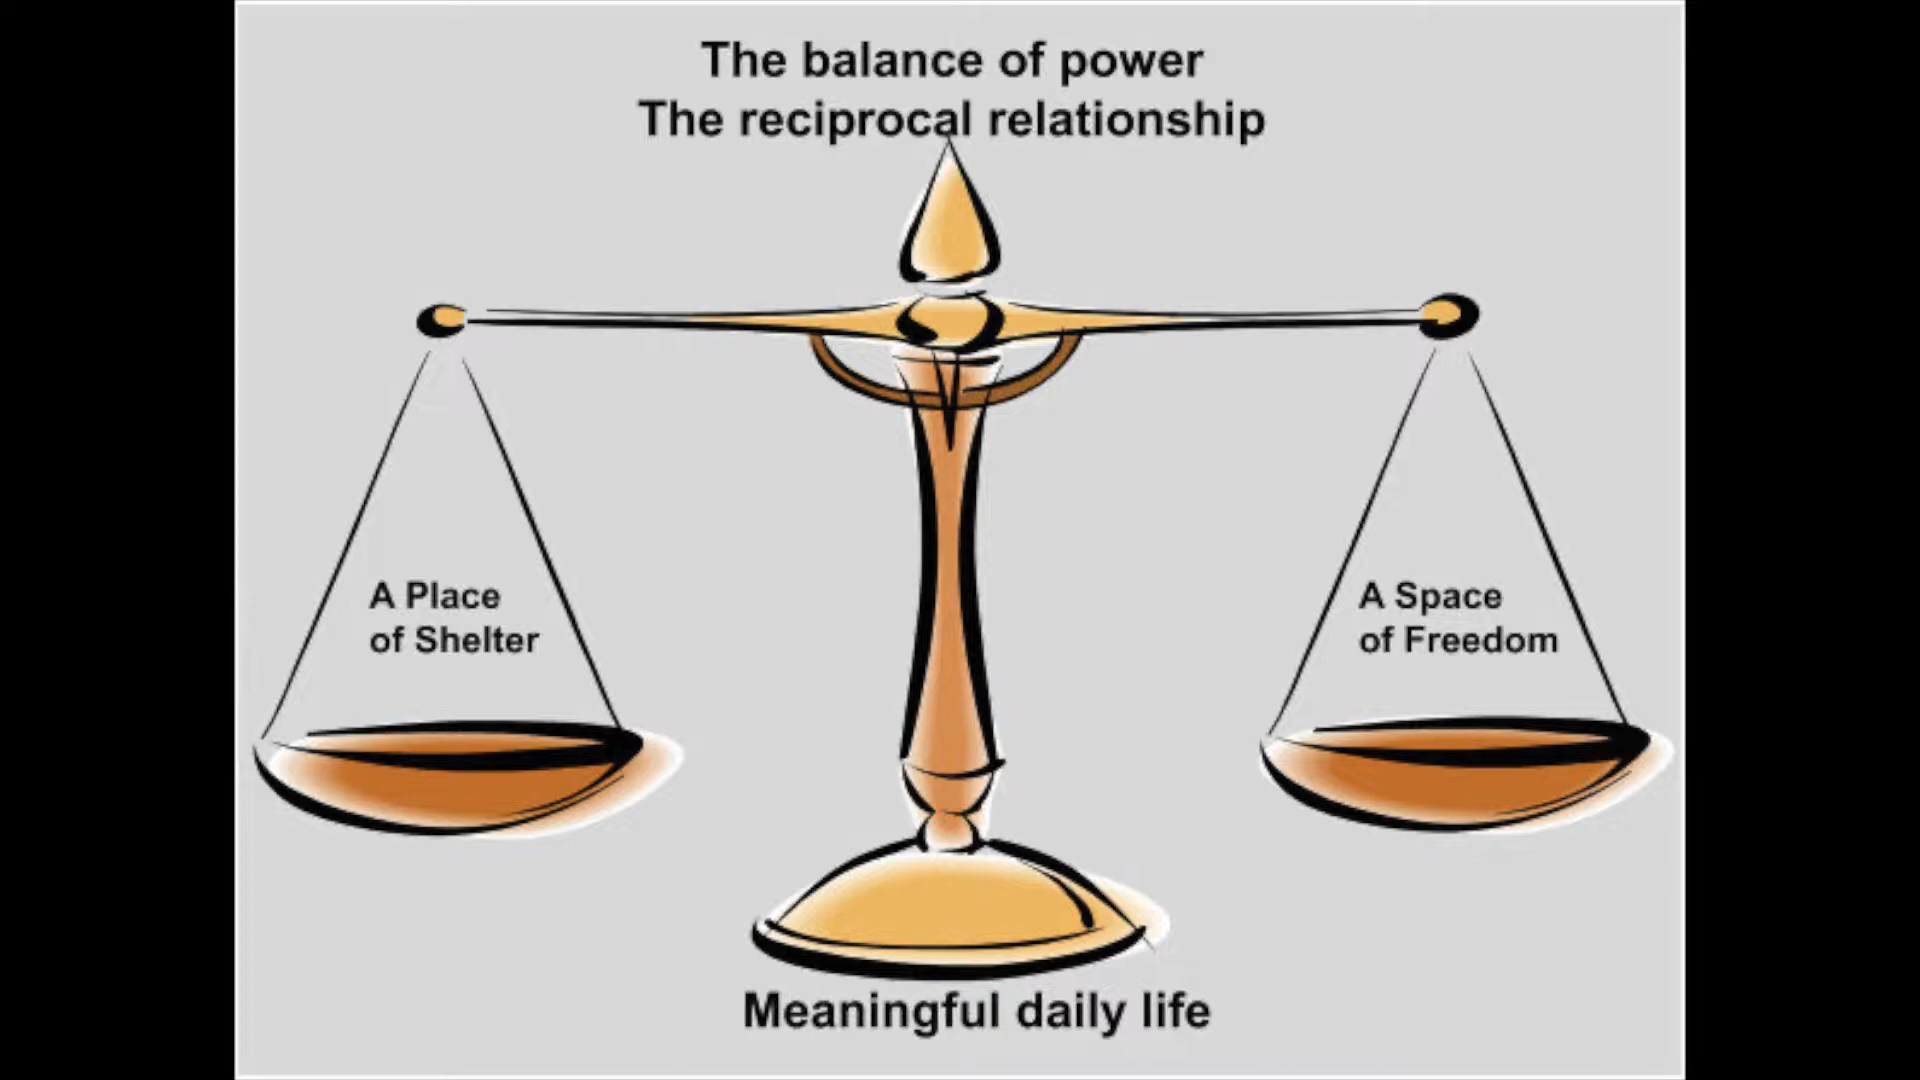 The balance of power
The reciprocal relationship
A Place
of Shelter
A Space
of Freedom
Meaningful daily life